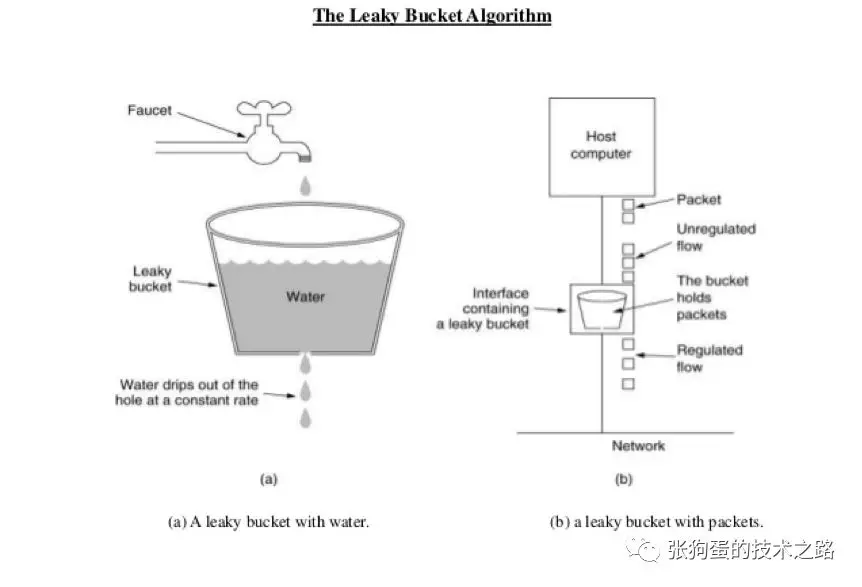 The Leaky Bucket Algorithm
Faucet
Leaky
bucket
Water
Water drips out of the
hole at a constant rate
(a)
Host
computer
Packet
Unregulated
flow
Interface
containing
a leaky bucket
The bucket
holds
packets
Regulated
flow
Network
(b)
(a) A leaky bucket with water.
(b) a leaky bucket with packets.
张狗蛋的技术之路